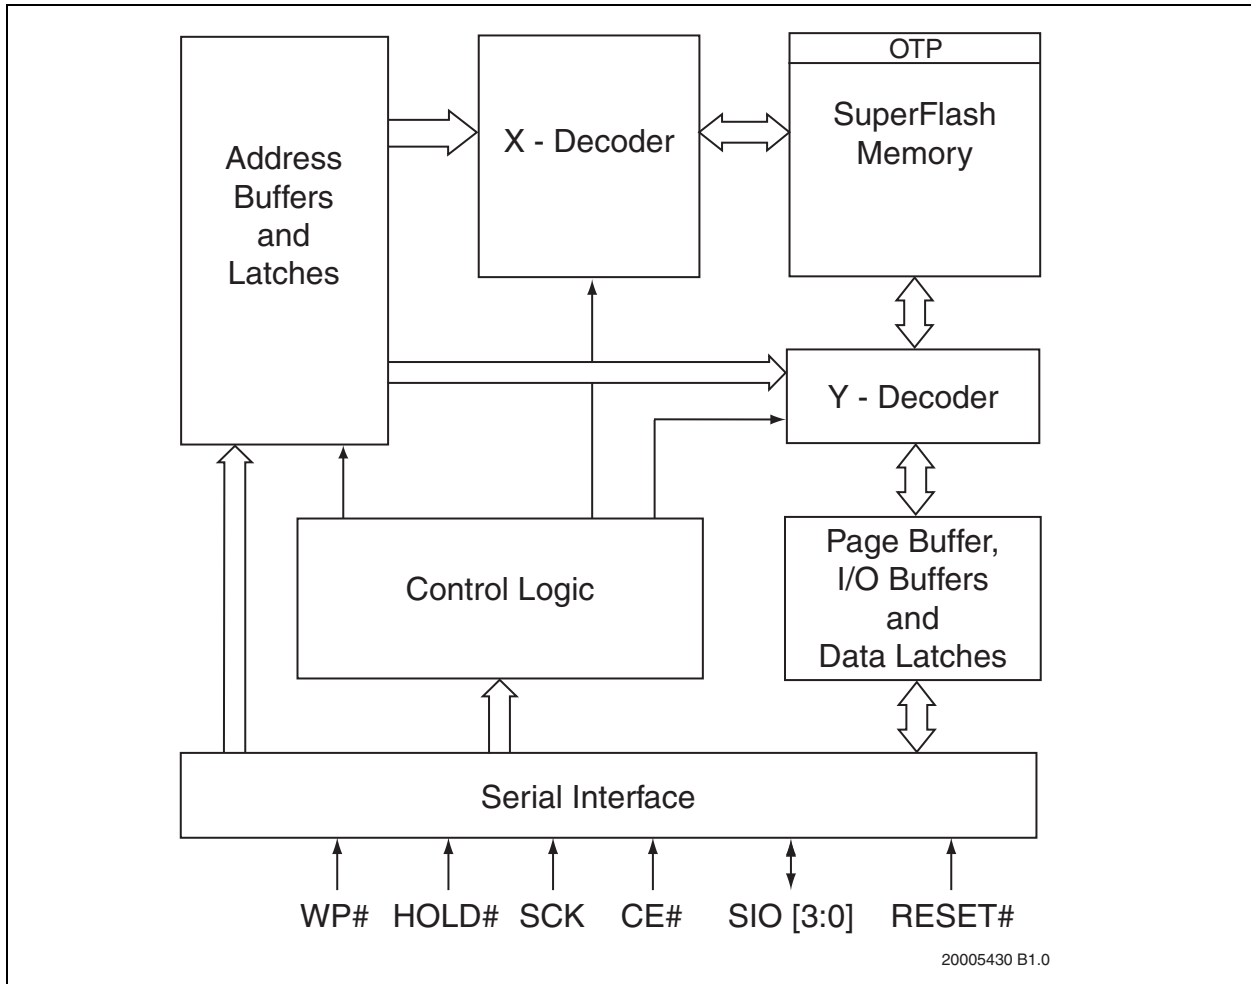 OTP
SuperFlash
Memory
X - Decoder
Address
Buffers
and
Latches
Y - Decoder
Page Buffer,
I/O Buffers
and
Data Latches
Control Logic
Serial Interface
WP# HOLD# SCK CE# SIO [3:0] RESET#
20005430 B1.0